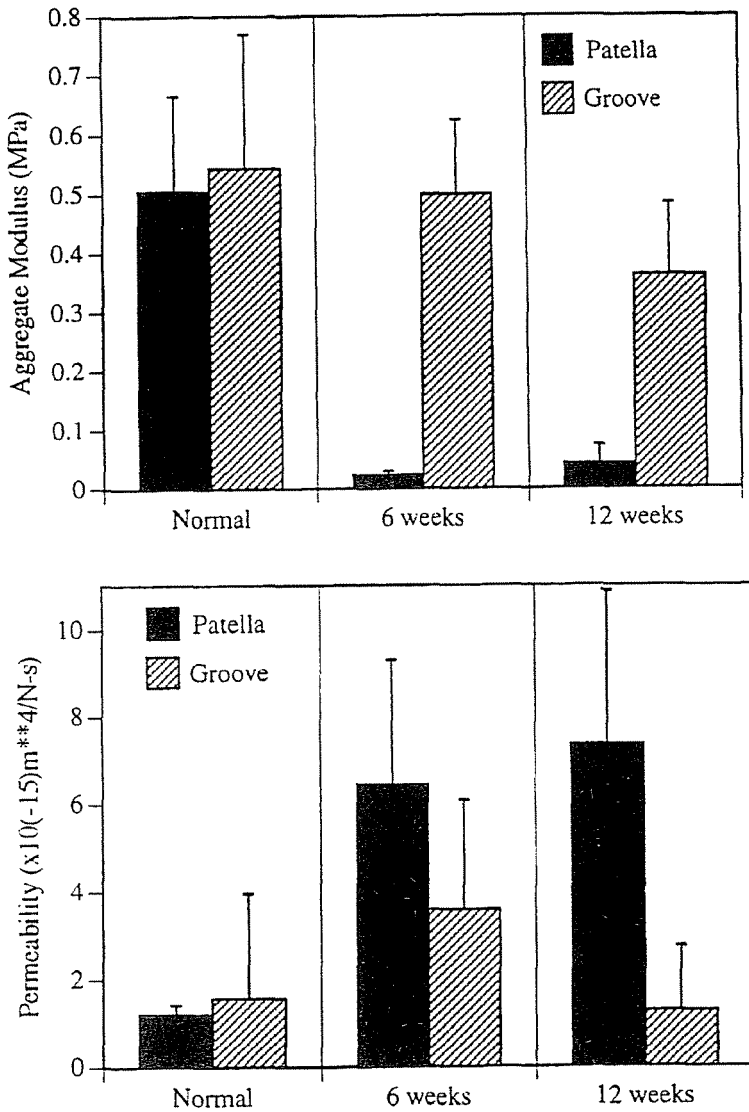 0.8
0.7
0.6
0.5
0.4
0.3
0.2
0.1
0
Aggregate Modulus (MPa)
Patella
Groove
Normal 6 weeks 12 weeks
10
8
6
4
2
0
Permeability (x10(-15)m**4/N-s)
Patella
Groove
Normal 6 weeks 12 weeks